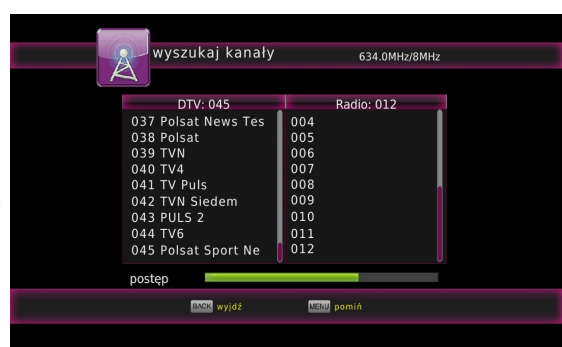 wyszukaj kanały
634.0MHz/8MHz
DTV: 045
Radio: 012
037 Polsat News Tes
038 Polsat
039 TVN
040 TV4
041 TV Puls
042 TVN Siedem
043 PULS 2
044 TV6
045 Polsat Sport Ne
004
005
006
007
008
009
010
011
012
postęp
BACK wyjdź
MENU pomiń